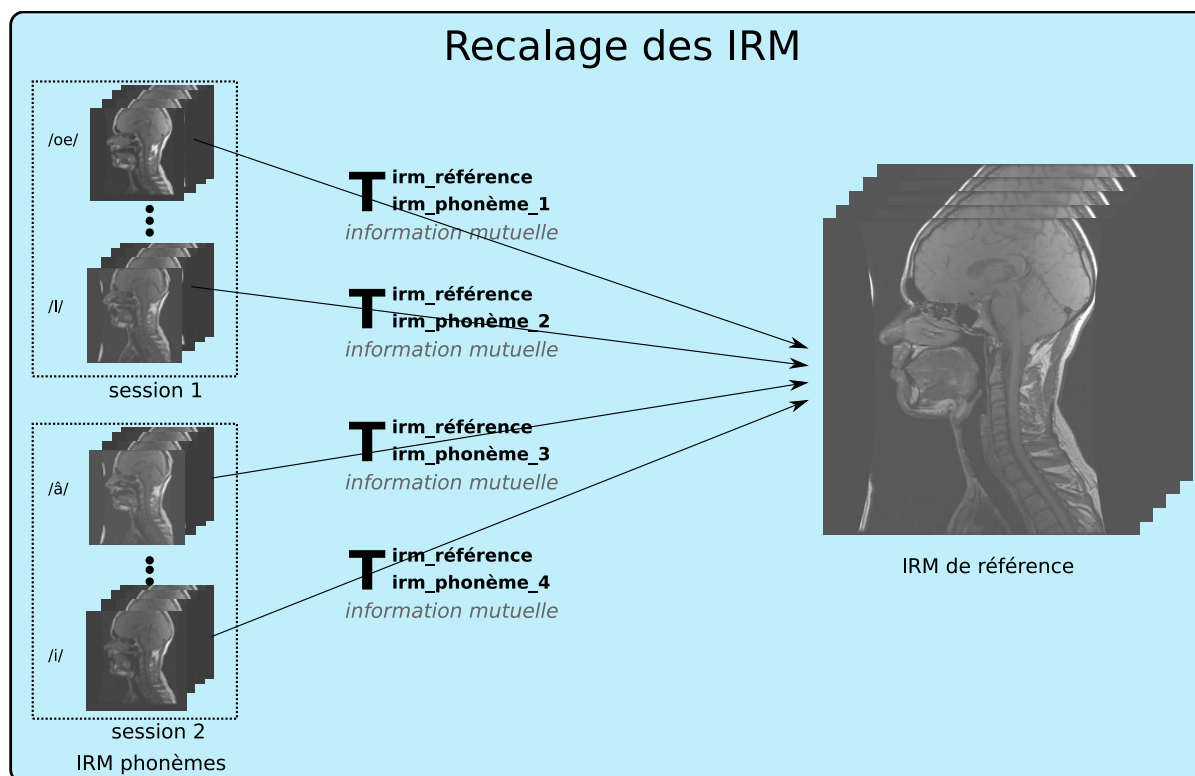 Recalage des IRM
/oe/
/l/
session 1
/â/
/i/
session 2
IRM phonèmes
T irm_référence
irm_phonème_1
information mutuelle
T irm_référence
irm_phonème_2
information mutuelle
T irm_référence
irm_phonème_3
information mutuelle
T irm_référence
irm_phonème_4
information mutuelle
IRM de référence